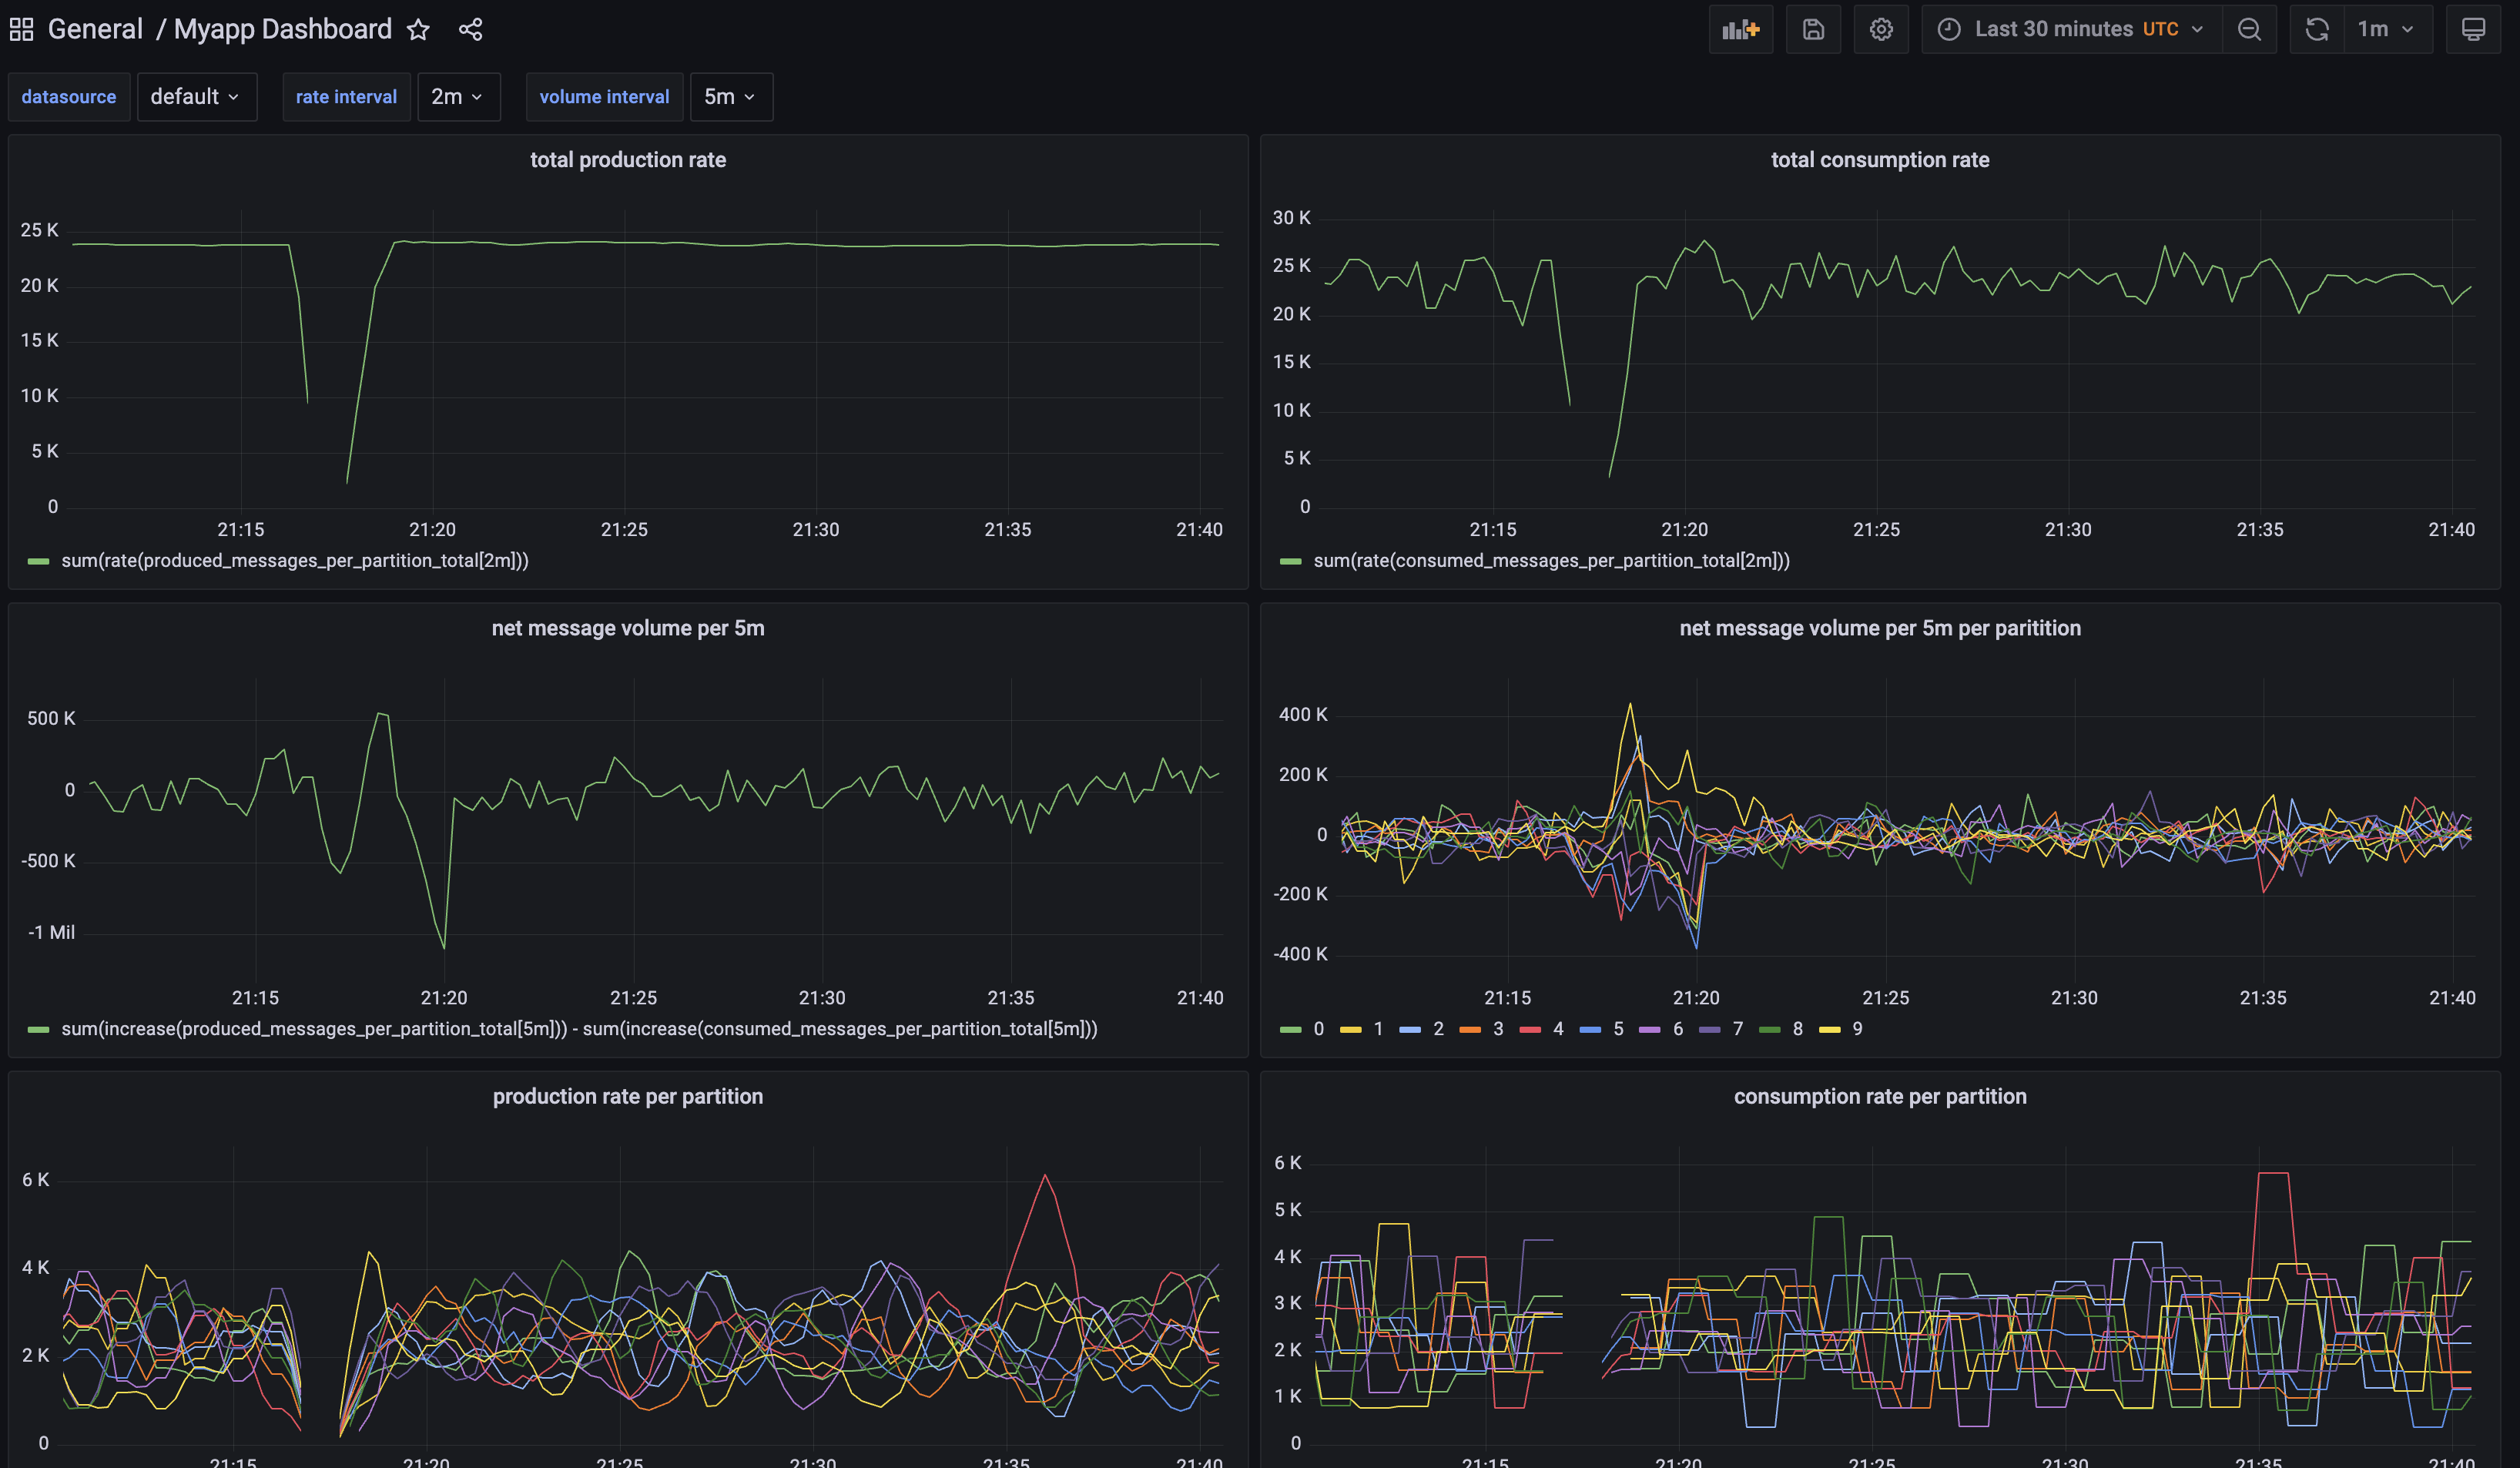 General / Myapp Dashboard
Last 30 minutes UTC
1m
datasource default rate interval 2m volume interval 5m
total production rate
25 K
20 K
15 K
10 K
5 K
0
21:15 21:20 21:25 21:30 21:35 21:40
sum(rate(produced_messages_per_partition_total[2m]))
total consumption rate
30 K
25 K
20 K
15 K
10 K
5 K
0
21:15 21:20 21:25 21:30 21:35 21:40
sum(rate(consumed_messages_per_partition_total[2m]))
net message volume per 5m
500 K
0
-500 K
-1 Mil
21:15 21:20 21:25 21:30 21:35 21:40
sum(increase(produced_messages_per_partition_total[5m])) - sum(increase(consumed_messages_per_partition_total[5m]))
net message volume per 5m per paritition
400 K
200 K
0
-200 K
-400 K
21:15 21:20 21:25 21:30 21:35 21:40
0 1 2 3 4 5 6 7 8 9
production rate per partition
6 K
4 K
2 K
0
21:15 21:20 21:25 21:30 21:35 21:40
consumption rate per partition
6 K
5 K
4 K
3 K
2 K
1 K
0
21:15 21:20 21:25 21:30 21:35 21:40